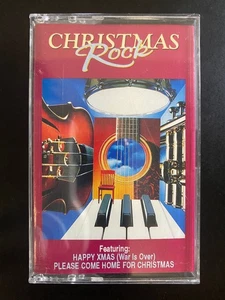 CHRISTMAS
Rock
Featuring:
HAPPY XMAS (War Is Over)
PLEASE COME HOME FOR CHRISTMAS